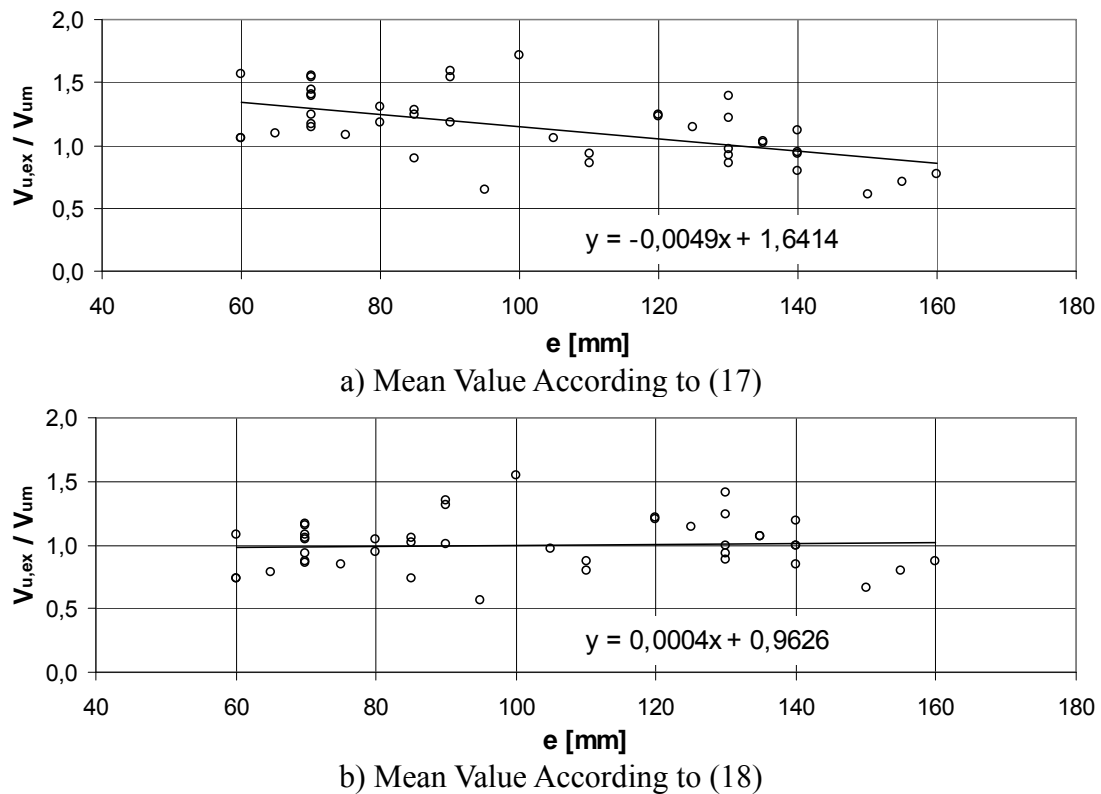 2,0
1,5
1,0
0,5
0,0
Vu,ex / Vum
y = -0,0049x + 1,6414
40 60 80 100 120 140 160 180
e [mm]
a) Mean Value According to (17)
2,0
1,5
1,0
0,5
0,0
Vu,ex / Vum
y = 0,0004x + 0,9626
40 60 80 100 120 140 160 180
e [mm]
b) Mean Value According to (18)